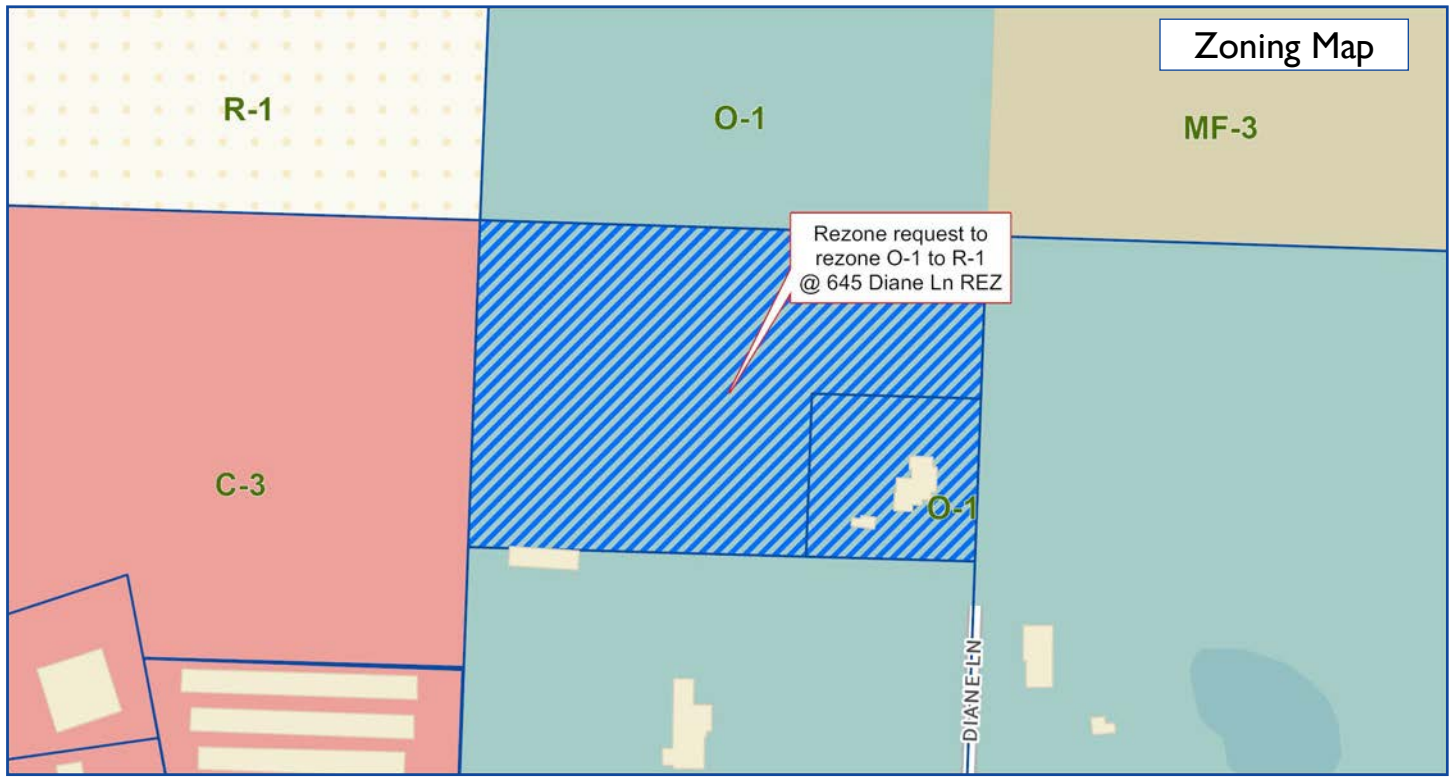 Zoning Map
R-1
O-1
MF-3
Rezone request to
rezone O-1 to R-1
@ 645 Diane Ln REZ
C-3
O-1
DIANE LN